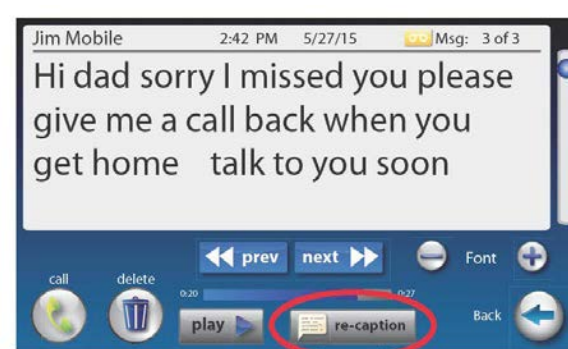 Jim Mobile 2:42 PM 5/27/15 Msg: 3 of 3
Hi dad sorry I missed you please
give me a call back when you
get home talk to you soon
prev next Font
call delete
0:20 0:27
play re-caption Back